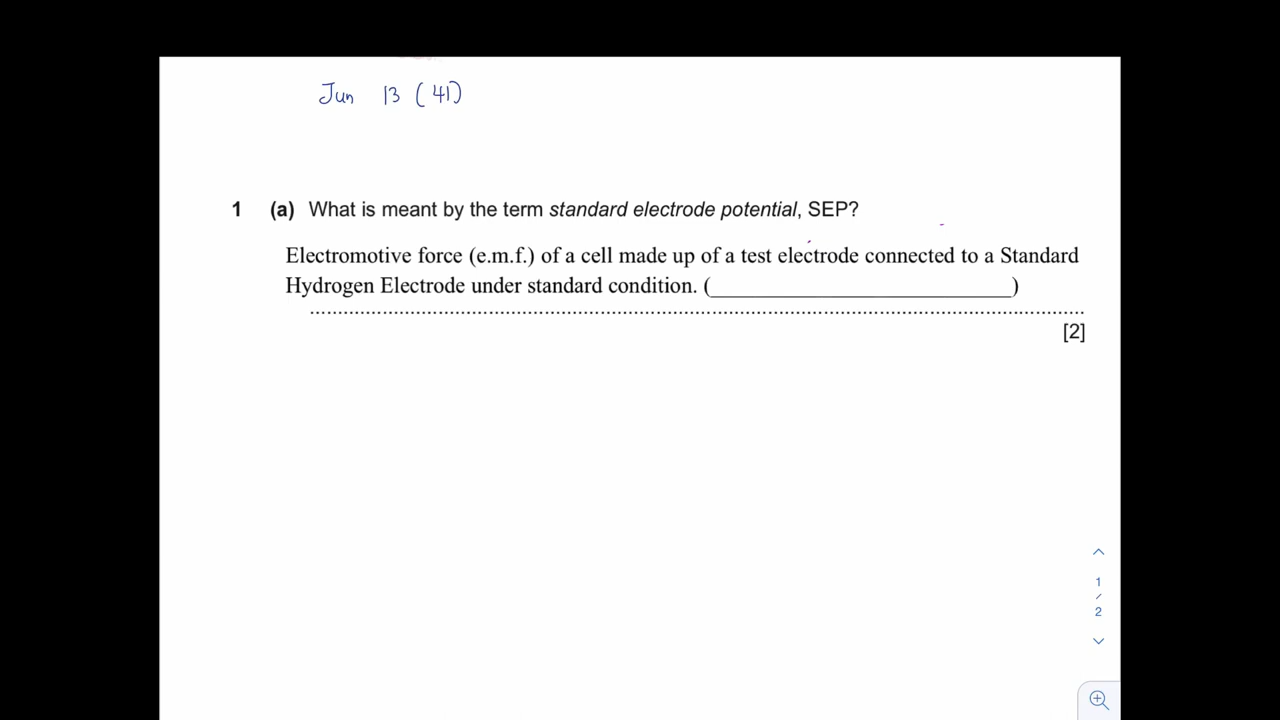 Jun 13 (41)
1 (a) What is meant by the term standard electrode potential, SEP?
Electromotive force (e.m.f.) of a cell made up of a test electrode connected to a Standard
Hydrogen Electrode under standard condition. (______________________________)
..........................................................................................................................................
[2]
1
/
2